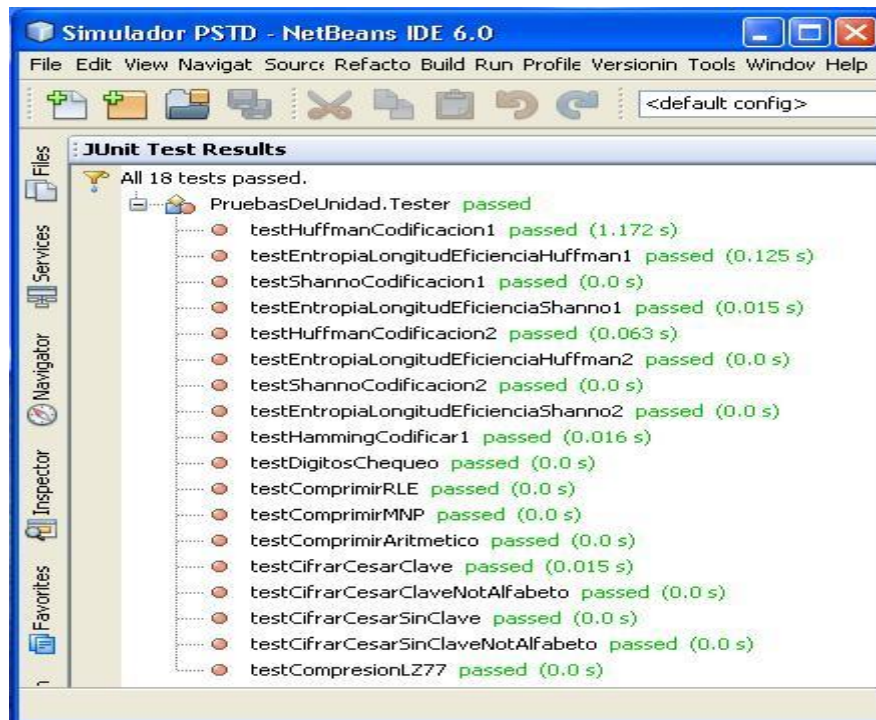 Simulador PSTD - NetBeans IDE 6.0
File Edit View Navigat Source Refacto Build Run Profile Versionin Tools Window Help
<default config>
JUnit Test Results
Files
Services
Navigator
Inspector
Favorites
All 18 tests passed.
PruebasDeUnidad.Tester passed
testHuffmanCodificacion1 passed (1.172 s)
testEntropiaLongitudEficienciaHuffman1 passed (0.125 s)
testShannoCodificacion1 passed (0.0 s)
testEntropiaLongitudEficienciaShanno1 passed (0.015 s)
testHuffmanCodificacion2 passed (0.063 s)
testEntropiaLongitudEficienciaHuffman2 passed (0.0 s)
testShannoCodificacion2 passed (0.0 s)
testEntropiaLongitudEficienciaShanno2 passed (0.0 s)
testHammingCodificar1 passed (0.016 s)
testDigitosChequeo passed (0.0 s)
testComprimirRLE passed (0.0 s)
testComprimirMNP passed (0.0 s)
testComprimirAritmetico passed (0.0 s)
testCifrarCesarClave passed (0.015 s)
testCifrarCesarClaveNotAlfabeto passed (0.0 s)
testCifrarCesarSinClave passed (0.0 s)
testCifrarCesarSinClaveNotAlfabeto passed (0.0 s)
testCompresionLZ77 passed (0.0 s)